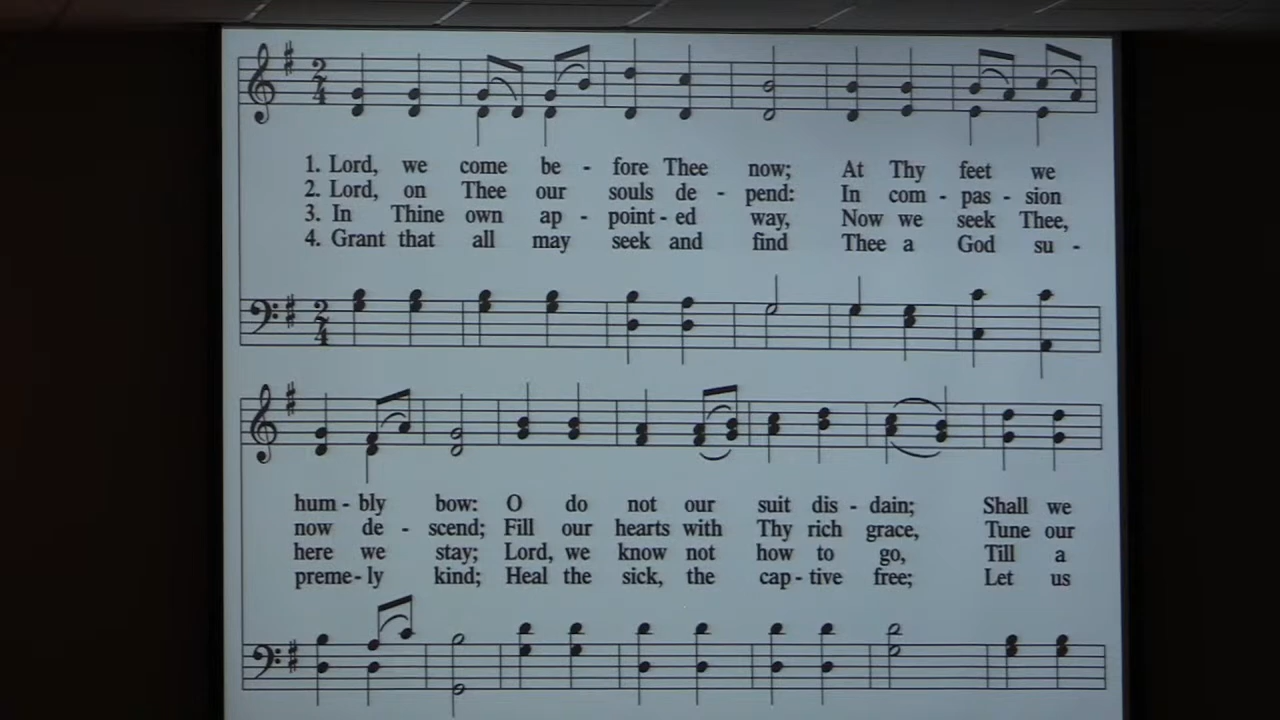 1. Lord, we come be - fore Thee now; At Thy feet we
2. Lord, on Thee our souls de - pend: In com - pas - sion
3. In Thine own ap - point - ed way, Now we seek Thee,
4. Grant that all may seek and find Thee a God su -
hum - bly bow: O do not our suit dis - dain; Shall we
now de - scend; Fill our hearts with Thy rich grace, Tune our
here we stay; Lord, we know not how to go, Till a
preme - ly kind; Heal the sick, the cap - tive free; Let us